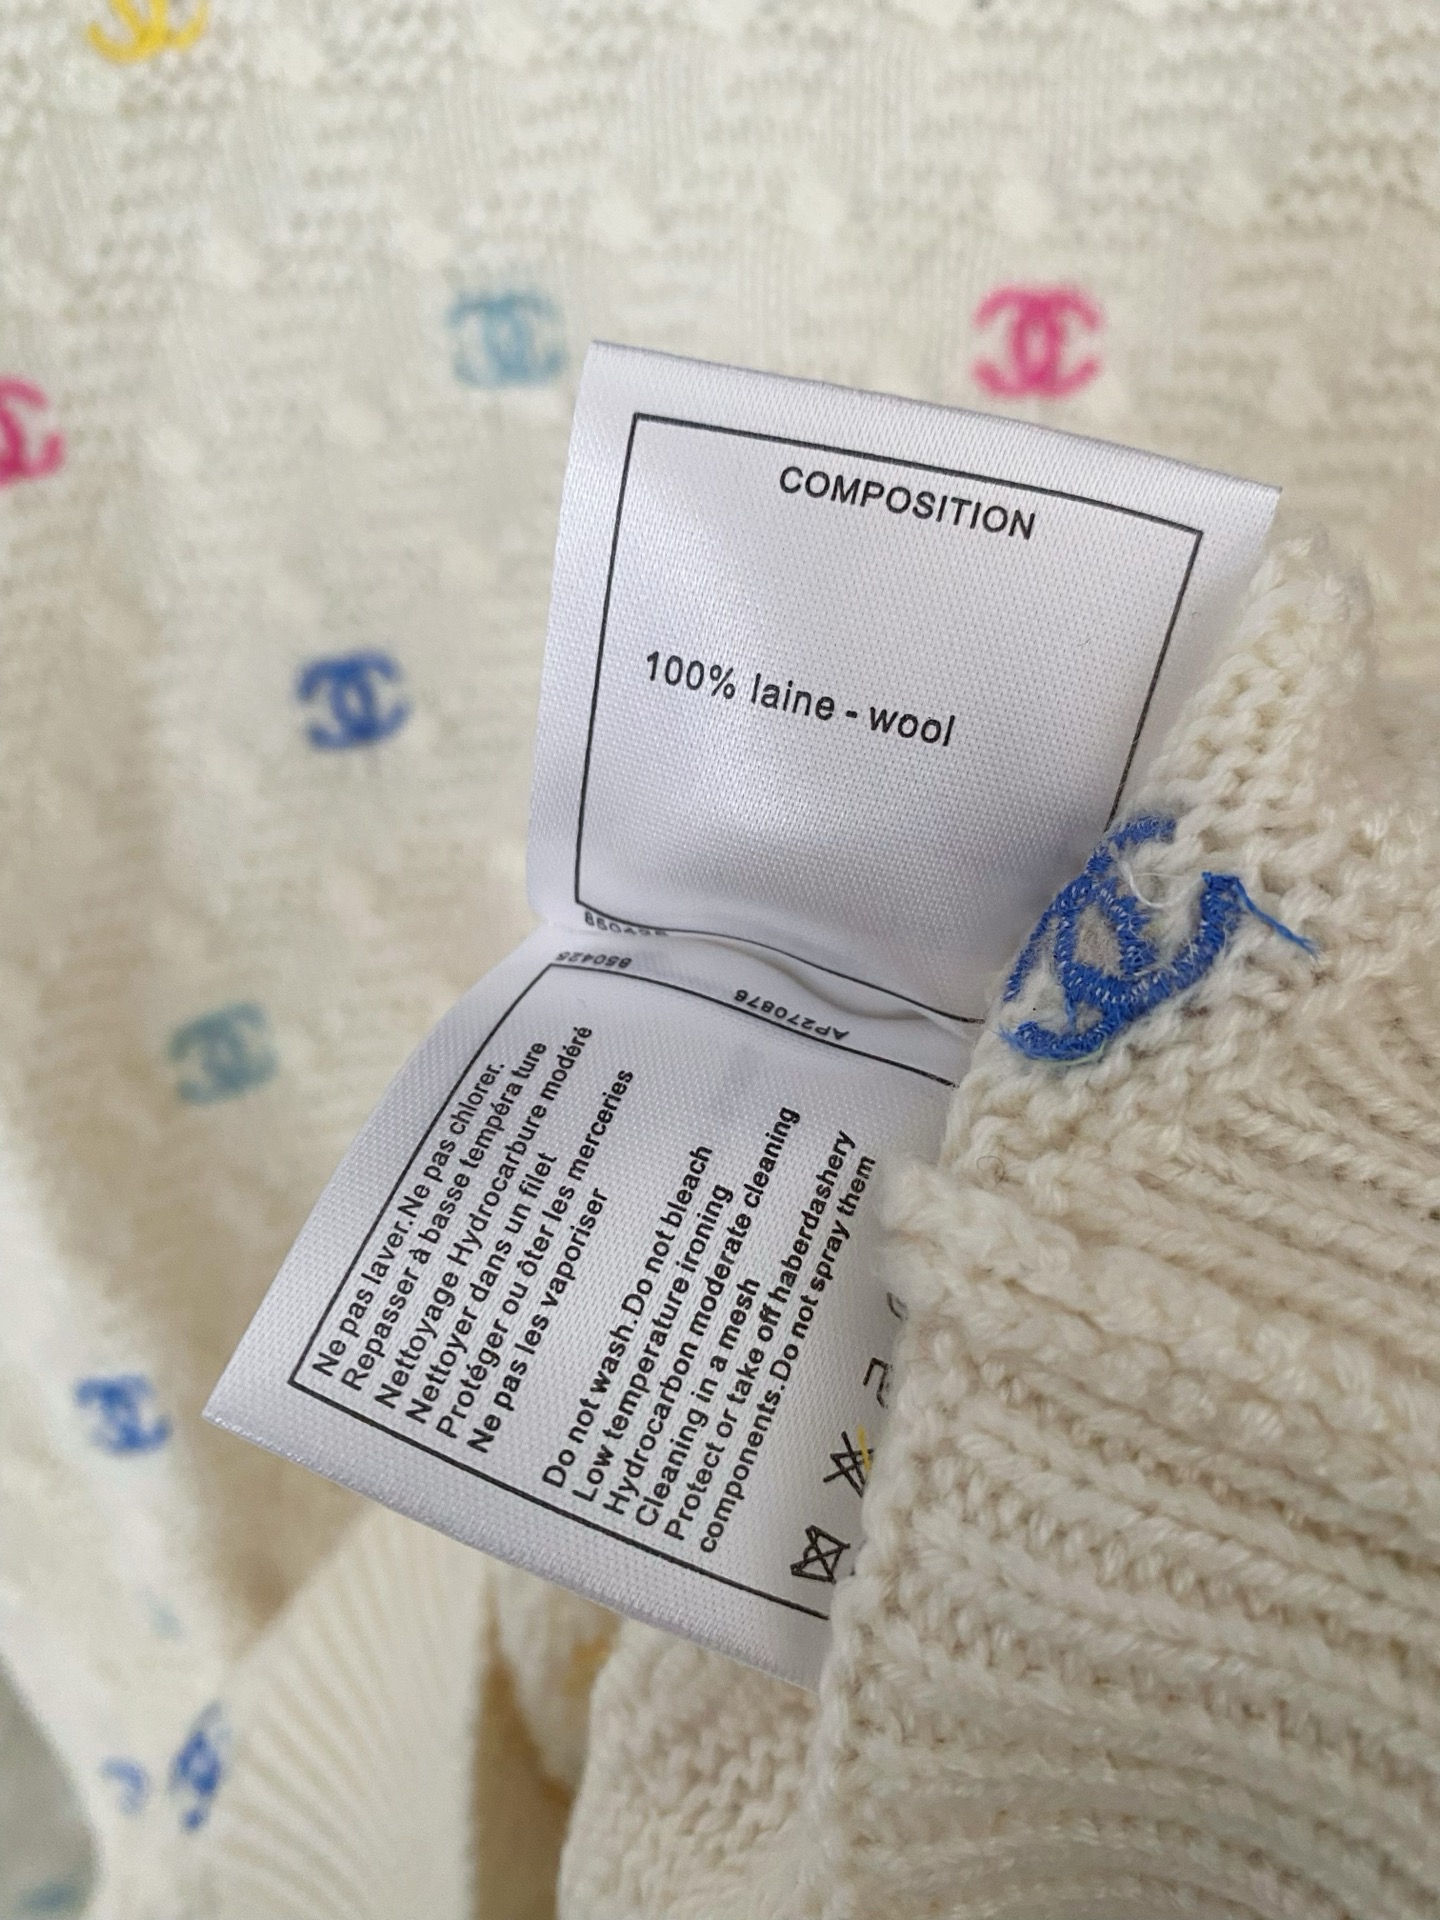 COMPOSITION
100% laine - wool
850425
850425
AP270876
Ne pas laver.Ne pas chlorer.
Repasser à basse tempéra ture
Nettoyage Hydrocarbure modéré
Nettoyer dans un filet
Protéger ou ôter les merceries
Ne pas les vaporiser
Do not wash.Do not bleach
Low temperature ironing
Hydrocarbon moderate cleaning
Cleaning in a mesh
Protect or take off haberdashery
components.Do not spray them